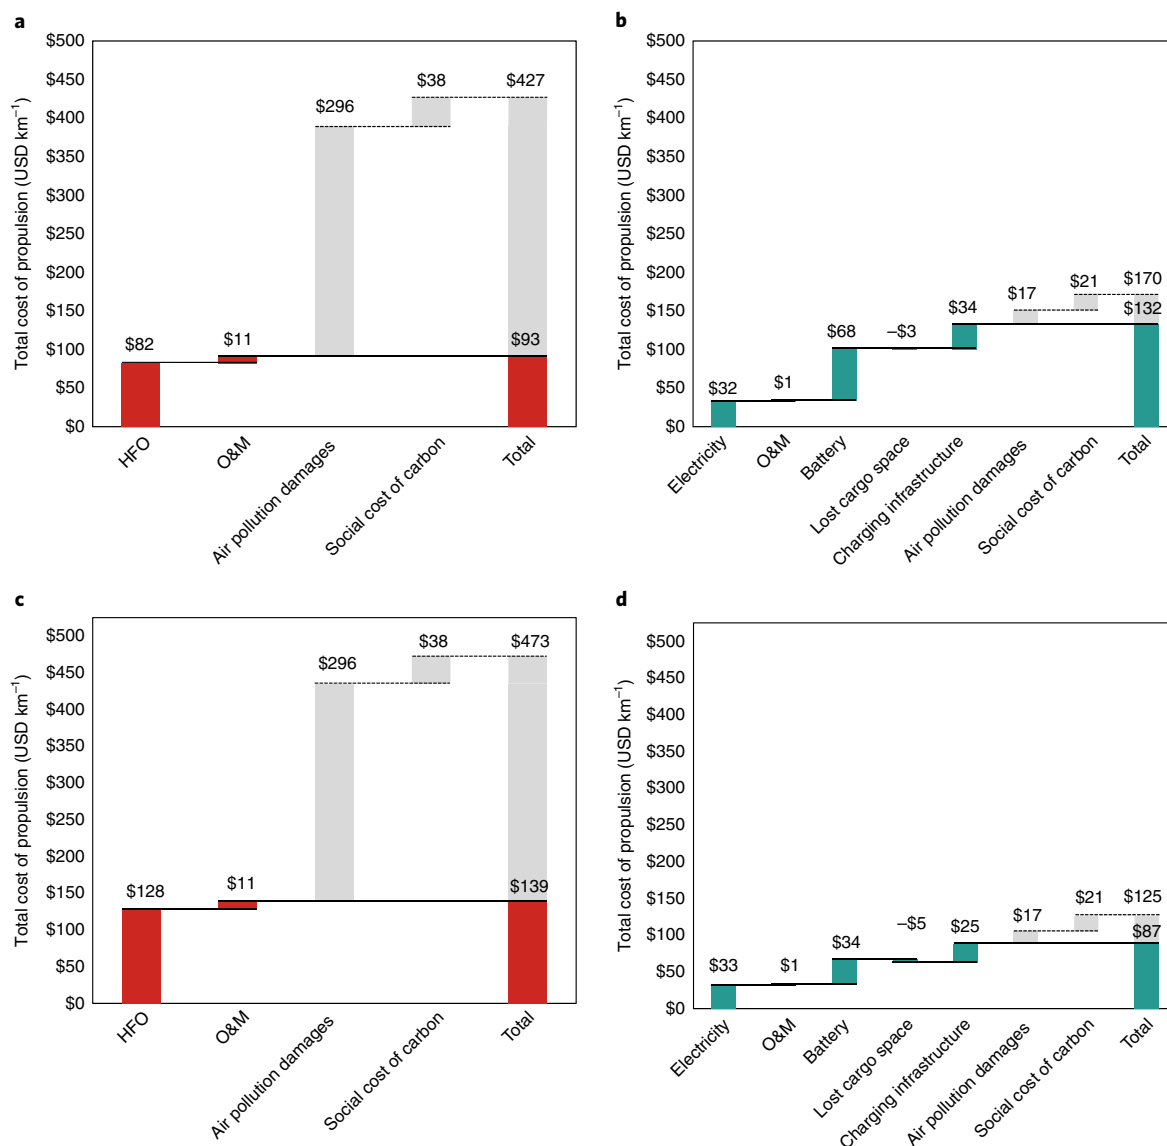 a
Total cost of propulsion (USD km⁻¹)
$500
$450
$400
$350
$300
$250
$200
$150
$100
$50
$0
$82
$11
$296
$38
$427
$93
HFO
O&M
Air pollution damages
Social cost of carbon
Total
b
Total cost of propulsion (USD km⁻¹)
$500
$450
$400
$350
$300
$250
$200
$150
$100
$50
$0
$32
$1
$68
–$3
$34
$17
$21
$170
$132
Electricity
O&M
Battery
Lost cargo space
Charging infrastructure
Air pollution damages
Social cost of carbon
Total
c
Total cost of propulsion (USD km⁻¹)
$500
$450
$400
$350
$300
$250
$200
$150
$100
$50
$0
$128
$11
$296
$38
$473
$139
HFO
O&M
Air pollution damages
Social cost of carbon
Total
d
Total cost of propulsion (USD km⁻¹)
$500
$450
$400
$350
$300
$250
$200
$150
$100
$50
$0
$33
$1
$34
–$5
$25
$17
$21
$125
$87
Electricity
O&M
Battery
Lost cargo space
Charging infrastructure
Air pollution damages
Social cost of carbon
Total